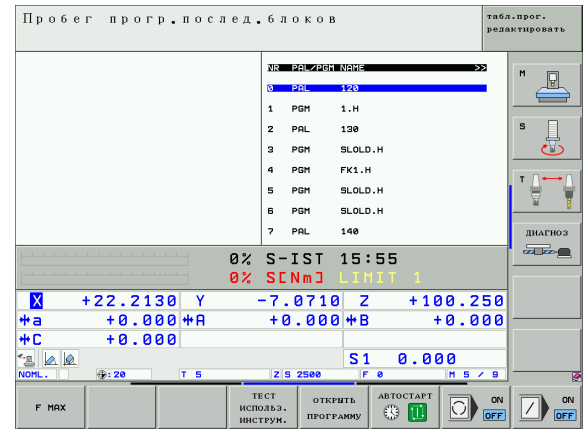 Пробег прогр.послед.блоков
табл.прог.
редактировать
NR PAL/PGM NAME >>
0 PAL 120
1 PGM 1.H
2 PAL 130
3 PGM SLOLD.H
4 PGM FK1.H
5 PGM SLOLD.H
6 PGM SLOLD.H
7 PAL 140
M
S
T
ДИАГНОЗ
0% S-IST 15:55
0% S[Nm] LIMIT 1
X +22.2130 Y -7.0710 Z +100.250
a +0.000 A +0.000 B +0.000
C +0.000
S1 0.000
NOML. :20 T 5 Z S 2500 F 0 M 5 / 9
F MAX
ТЕСТ
ИСПОЛЬЗ.
ИНСТРУМ.
ОТКРЫТЬ
ПРОГРАММУ
АВТОСТАРТ
ON
OFF
ON
OFF